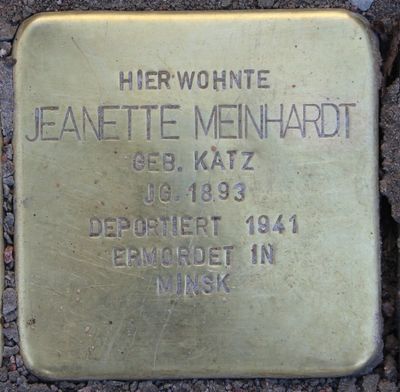 HIER WOHNTE
JEANETTE MEINHARDT
GEB. KATZ
JG. 1893
DEPORTIERT 1941
ERMORDET IN
MINSK